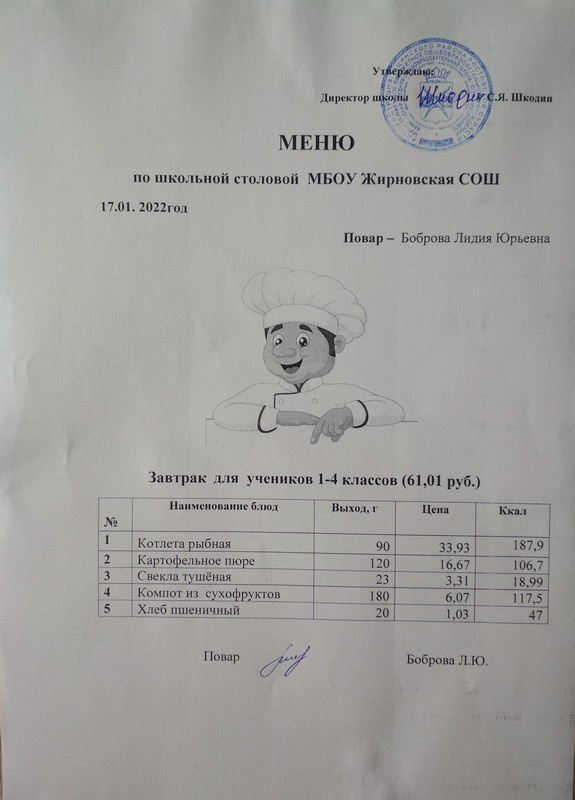 Утверждаю:
Директор школы Шкодин С.Я. Шкодин
МЕНЮ
по школьной столовой МБОУ Жирновская СОШ
17.01. 2022год
Повар – Боброва Лидия Юрьевна
Завтрак для учеников 1-4 классов (61,01 руб.)
№ Наименование блюд Выход, г Цена Ккал
1 Котлета рыбная 90 33,93 187,9
2 Картофельное пюре 120 16,67 106,7
3 Свекла тушёная 23 3,31 18,99
4 Компот из сухофруктов 180 6,07 117,5
5 Хлеб пшеничный 20 1,03 47
Повар Боброва Л.Ю.